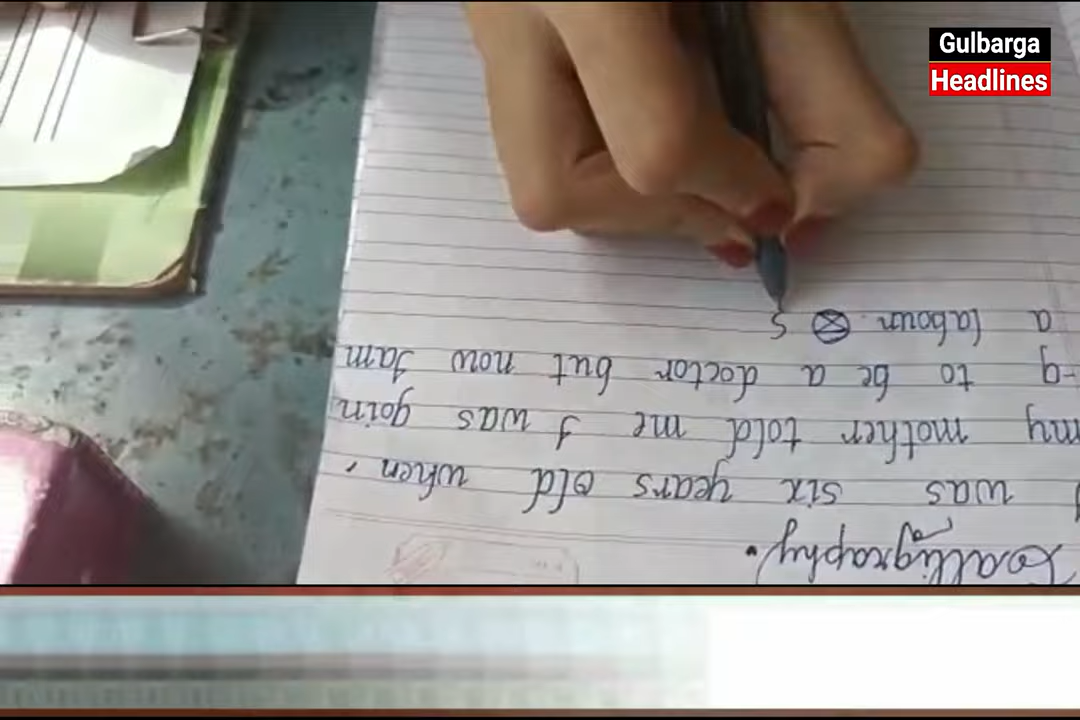 Gulbarga
Headlines
Calligraphy.
I was six years old when
my mother told me I was goin
-g to be a doctor but now Iam
a labour s